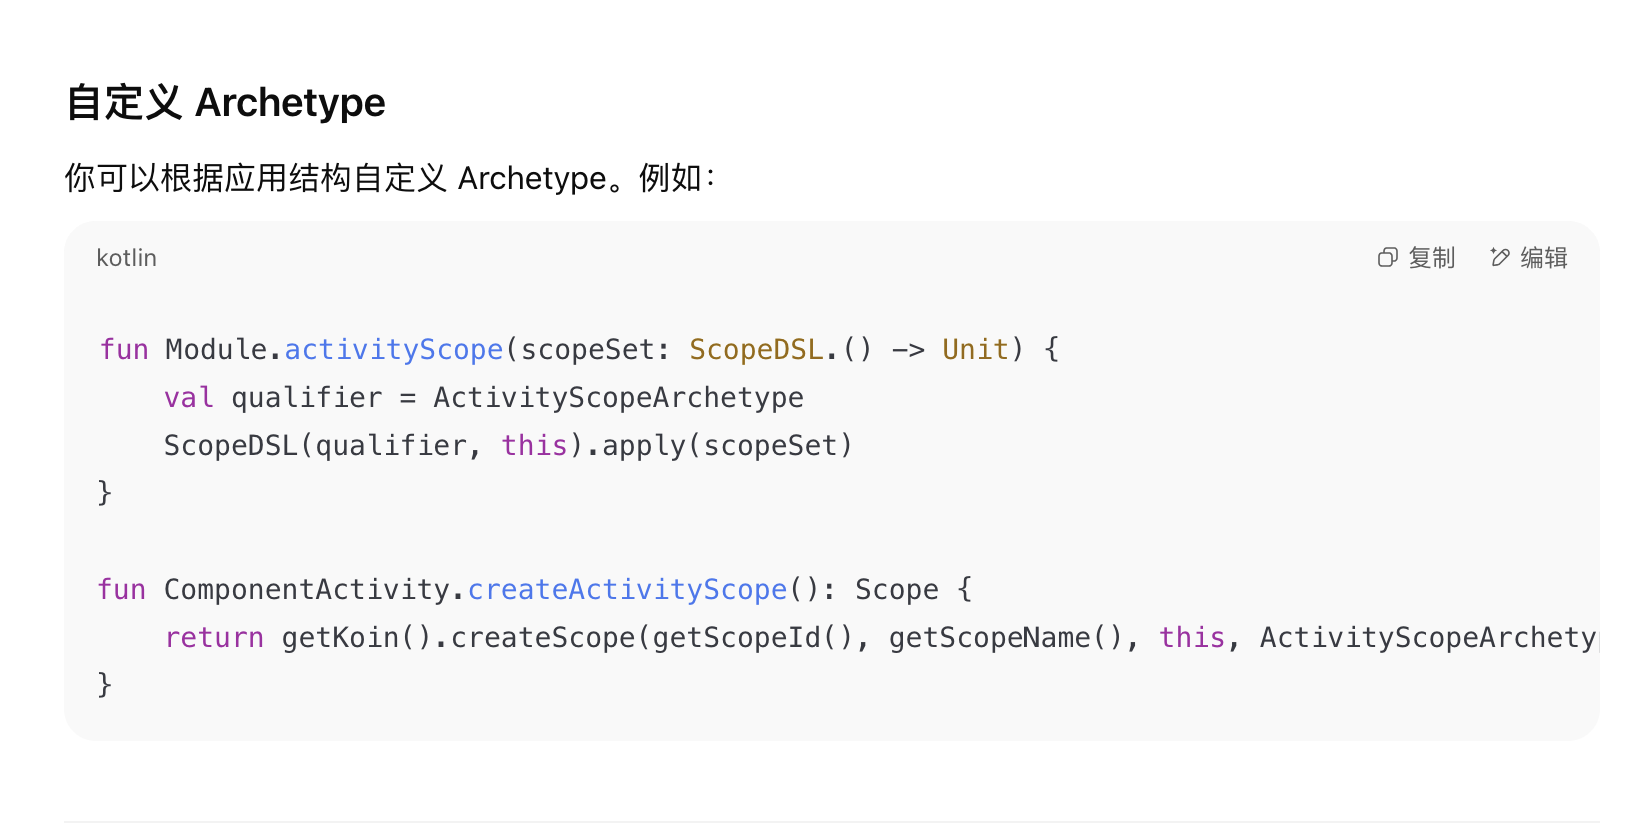 自定义 Archetype
你可以根据应用结构自定义 Archetype。例如：
kotlin
复制
编辑
fun Module.activityScope(scopeSet: ScopeDSL.() -> Unit) {
    val qualifier = ActivityScopeArchetype
    ScopeDSL(qualifier, this).apply(scopeSet)
}
fun ComponentActivity.createActivityScope(): Scope {
    return getKoin().createScope(getScopeId(), getScopeName(), this, ActivityScopeArchety
}